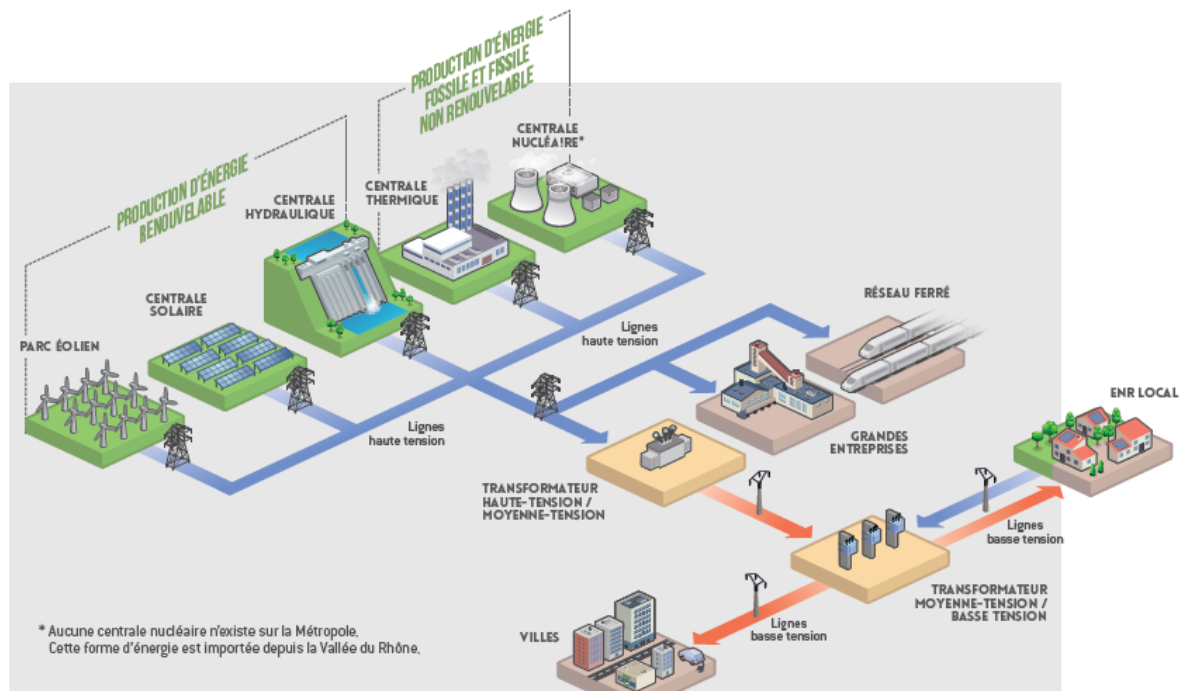 PRODUCTION D'ÉNERGIE
FOSSILE ET FISSILE
NON RENOUVELABLE
PRODUCTION D'ÉNERGIE
RENOUVELABLE
CENTRALE
NUCLÉAIRE*
CENTRALE
THERMIQUE
CENTRALE
HYDRAULIQUE
CENTRALE
SOLAIRE
PARC ÉOLIEN
RÉSEAU FERRÉ
Lignes
haute tension
Lignes
haute tension
GRANDES
ENTREPRISES
ENR LOCAL
TRANSFORMATEUR
HAUTE-TENSION /
MOYENNE-TENSION
Lignes
basse tension
TRANSFORMATEUR
MOYENNE-TENSION /
BASSE TENSION
Lignes
basse tension
VILLES
* Aucune centrale nucléaire n'existe sur la Métropole.
Cette forme d'énergie est importée depuis la Vallée du Rhône.